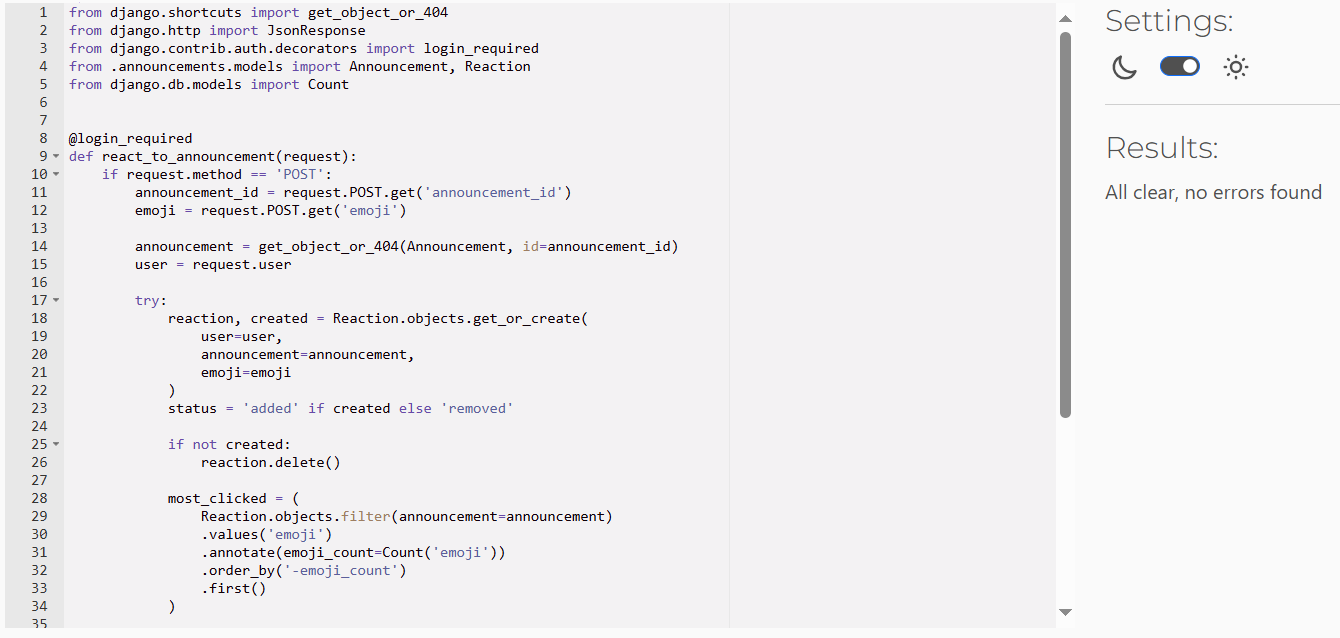 1 from django.shortcuts import get_object_or_404
2 from django.http import JsonResponse
3 from django.contrib.auth.decorators import login_required
4 from .announcements.models import Announcement, Reaction
5 from django.db.models import Count
6
7
8 @login_required
9 def react_to_announcement(request):
10     if request.method == 'POST':
11         announcement_id = request.POST.get('announcement_id')
12         emoji = request.POST.get('emoji')
13
14         announcement = get_object_or_404(Announcement, id=announcement_id)
15         user = request.user
16
17         try:
18             reaction, created = Reaction.objects.get_or_create(
19                 user=user,
20                 announcement=announcement,
21                 emoji=emoji
22             )
23             status = 'added' if created else 'removed'
24
25             if not created:
26                 reaction.delete()
27
28             most_clicked = (
29                 Reaction.objects.filter(announcement=announcement)
30                 .values('emoji')
31                 .annotate(emoji_count=Count('emoji'))
32                 .order_by('-emoji_count')
33                 .first()
34             )
35
Settings:
Results:
All clear, no errors found